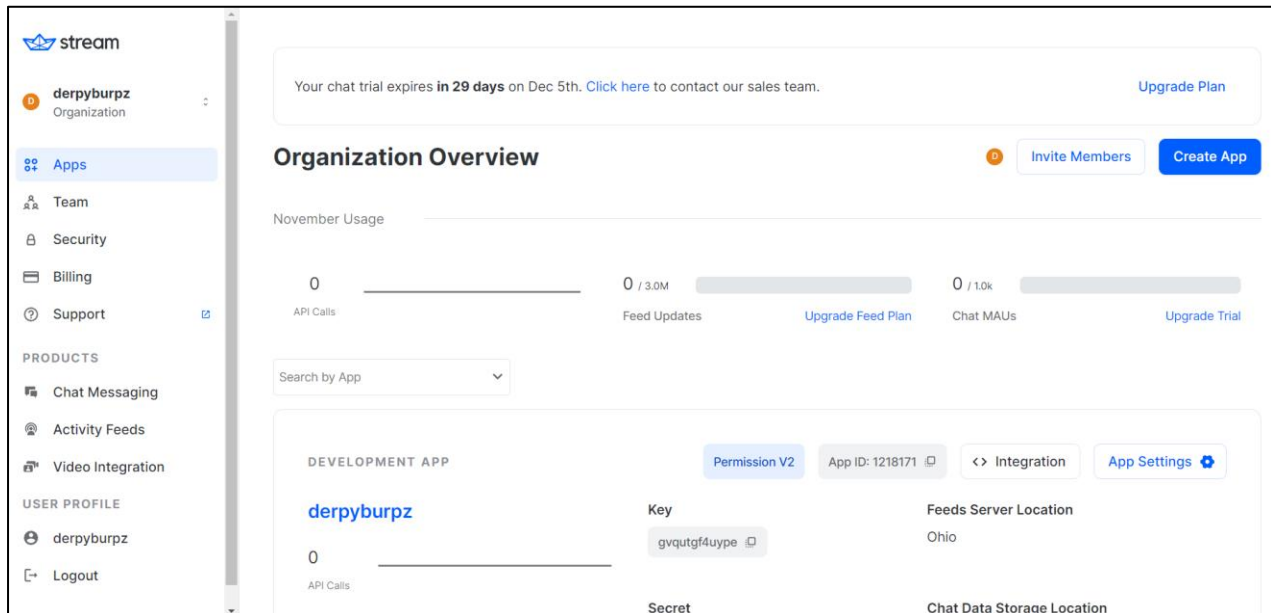 stream
D
derpyburpz
Organization
Apps
Team
Security
Billing
Support
PRODUCTS
Chat Messaging
Activity Feeds
Video Integration
USER PROFILE
derpyburpz
Logout
Your chat trial expires in 29 days on Dec 5th. Click here to contact our sales team.
Upgrade Plan
Organization Overview
D
Invite Members
Create App
November Usage
0
API Calls
0 / 3.0M
Feed Updates
Upgrade Feed Plan
0 / 1.0k
Chat MAUs
Upgrade Trial
Search by App
DEVELOPMENT APP
Permission V2
App ID: 1218171
<> Integration
App Settings
derpyburpz
0
API Calls
Key
gvqutgf4uype
Feeds Server Location
Ohio
Secret
Chat Data Storage Location